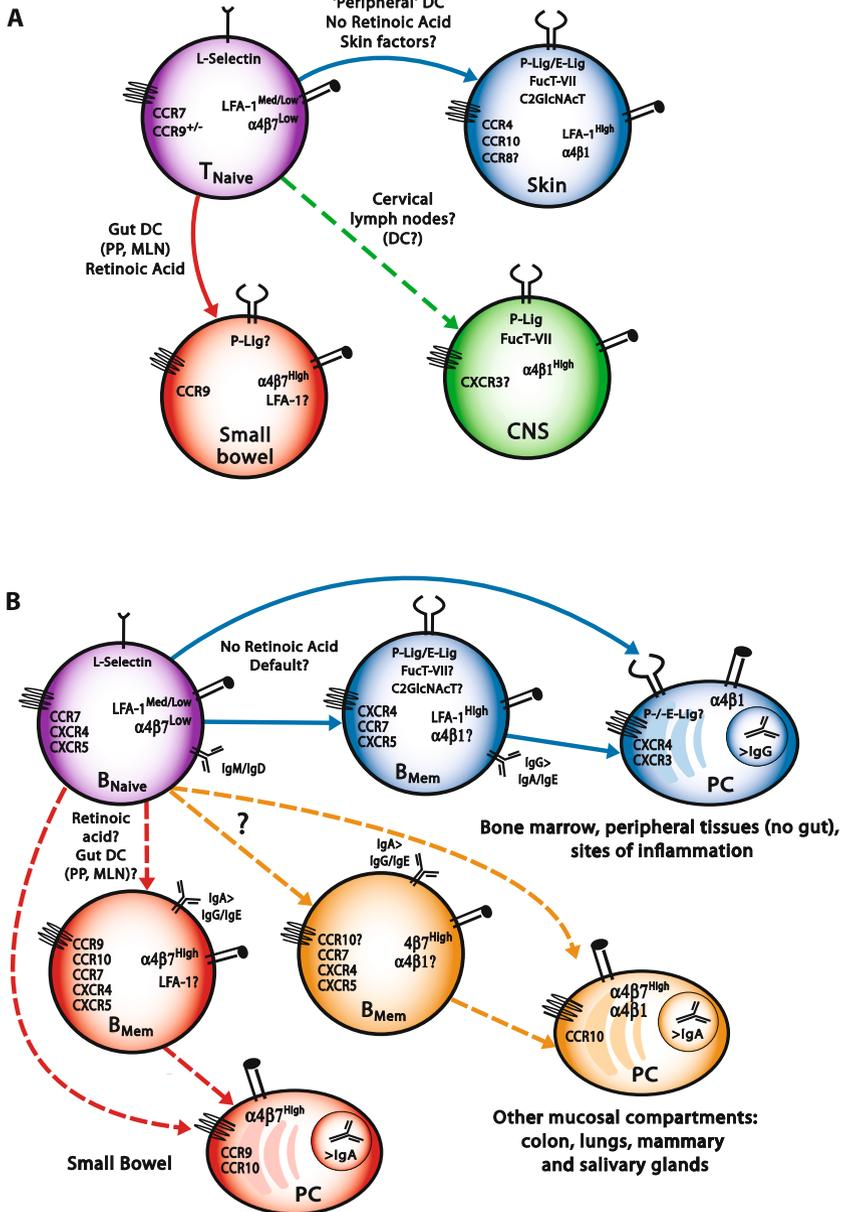 A
'Peripheral' DC
No Retinoic Acid
Skin factors?
L-Selectin
CCR7
CCR9+/-
LFA-1Med/Low
α4β7Low
TNaive
P-Lig/E-Lig
FucT-VII
C2GlcNAcT
CCR4
CCR10
CCR8?
LFA-1High
α4β1
Skin
Cervical
lymph nodes?
(DC?)
Gut DC
(PP, MLN)
Retinoic Acid
P-Lig?
CCR9
α4β7High
LFA-1?
Small
bowel
P-Lig
FucT-VII
CXCR3?
α4β1High
CNS
B
L-Selectin
CCR7
CXCR4
CXCR5
LFA-1Med/Low
α4β7Low
BNaive
IgM/IgD
No Retinoic Acid
Default?
P-Lig/E-Lig
FucT-VII?
C2GlcNAcT?
CXCR4
CCR7
CXCR5
LFA-1High
α4β1?
BMem
IgG>
IgA/IgE
α4β1
P-/-E-Lig?
CXCR4
CXCR3
>IgG
PC
Bone marrow, peripheral tissues (no gut),
sites of inflammation
Retinoic
acid?
Gut DC
(PP, MLN)?
?
IgA>
IgG/IgE
CCR9
CCR10
CCR7
CXCR4
CXCR5
α4β7High
LFA-1?
BMem
IgA>
IgG/IgE
CCR10?
CCR7
CXCR4
CXCR5
4β7High
α4β1?
BMem
α4β7High
α4β1
CCR10
>IgA
PC
Other mucosal compartments:
colon, lungs, mammary
and salivary glands
Small Bowel
α4β7High
CCR9
CCR10
>IgA
PC